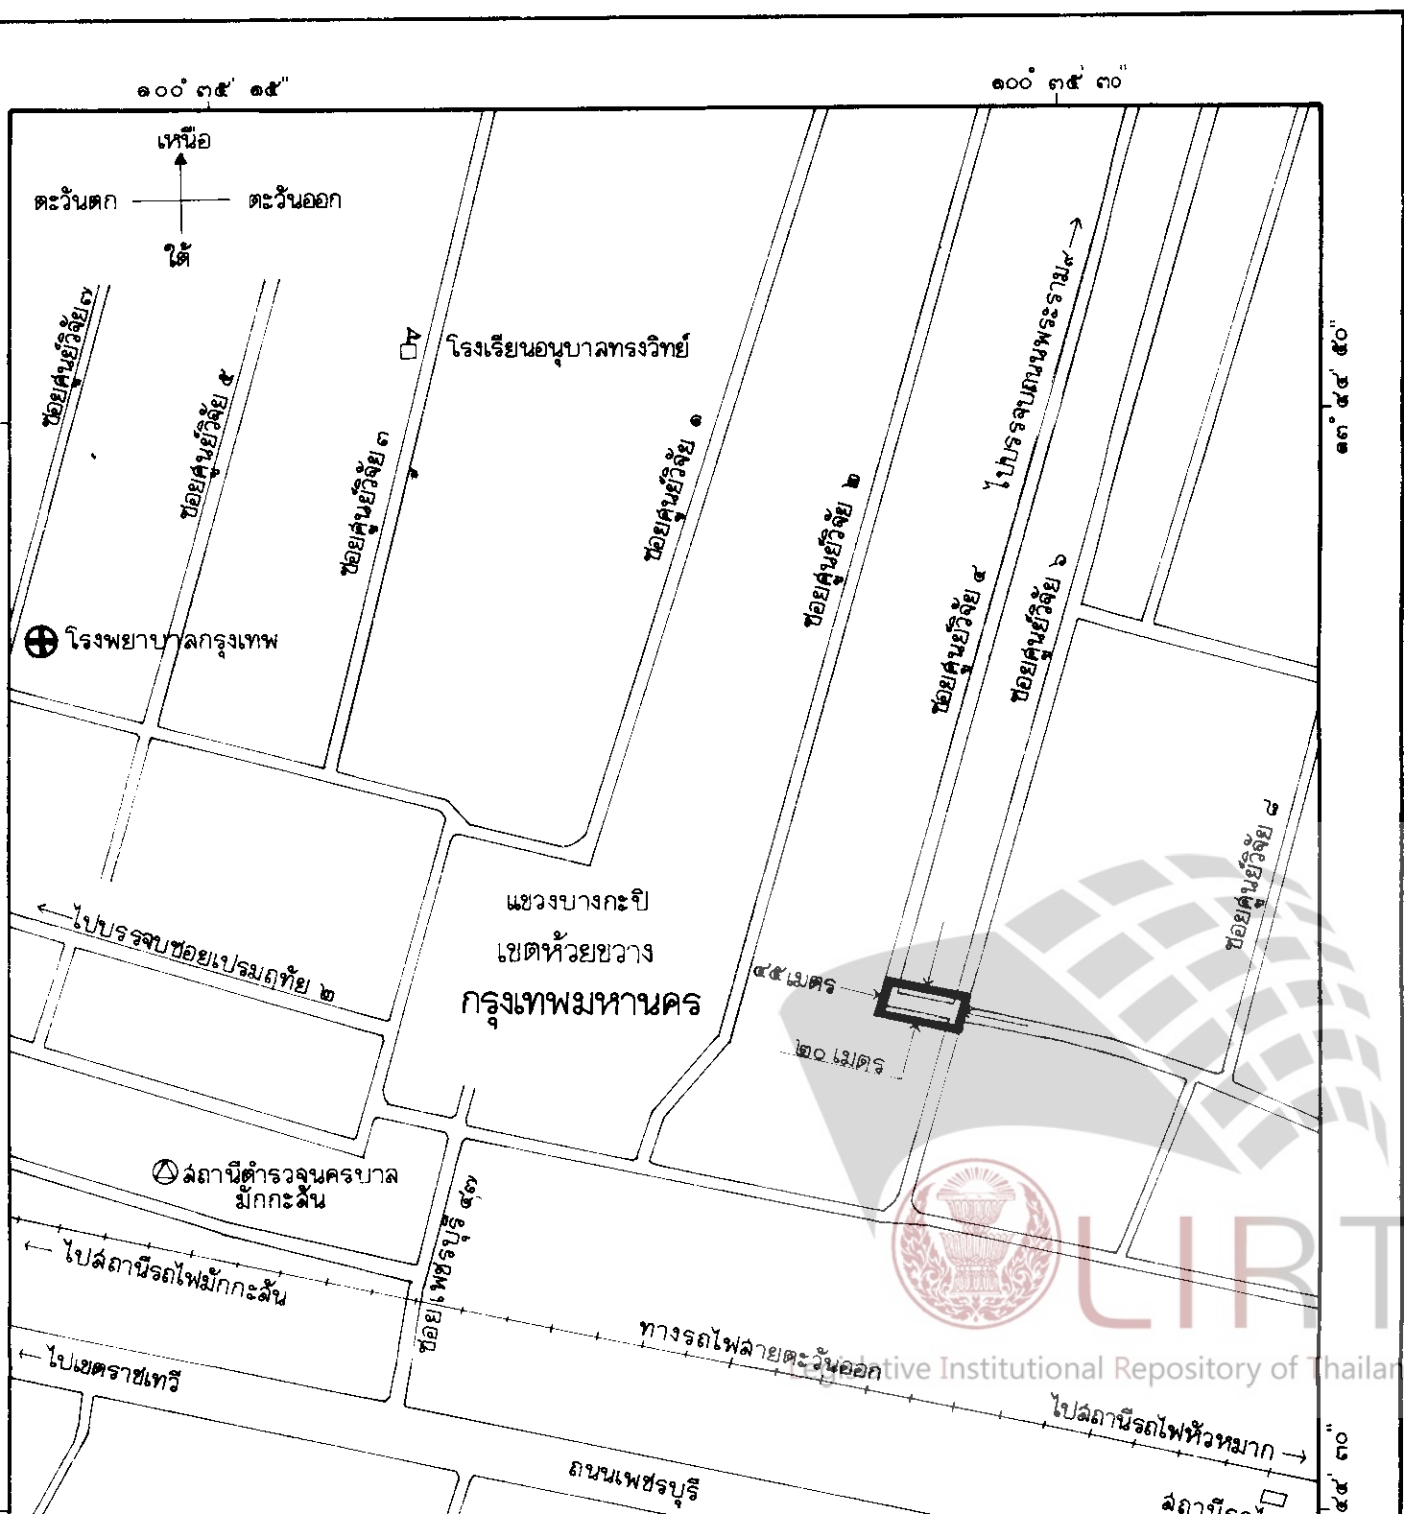 ๑๐๐° ๓๕' ๑๕"
๑๐๐° ๓๕' ๓๐"
เหนือ
ตะวันตก
ตะวันออก
ใต้
ซอยศูนย์วิจัย ๗
ซอยศูนย์วิจัย ๕
โรงเรียนอนุบาลทรงวิทย์
ซอยศูนย์วิจัย ๓
ซอยศูนย์วิจัย ๑
ซอยศูนย์วิจัย ๒
ไปบรรจบถนนพระราม ๙
ซอยศูนย์วิจัย ๔
ซอยศูนย์วิจัย ๖
๑๓° ๔๔' ๕๐"
โรงพยาบาลกรุงเทพ
ซอยศูนย์วิจัย ๘
แขวงบางกะปิ
เขตห้วยขวาง
กรุงเทพมหานคร
ไปบรรจบซอยเปรมฤทัย ๒
๔๕ เมตร
๒๐ เมตร
สถานีตำรวจนครบาล
มักกะสัน
ซอยเพชรบุรี ๔๗
ไปสถานีรถไฟมักกะสัน
ทางรถไฟสายตะวันออก
ไปเขตราชเทวี
ไปสถานีรถไฟหัวหมาก
ถนนเพชรบุรี
๔๔' ๓๐"
LIRT
Legislative Institutional Repository of Thailan